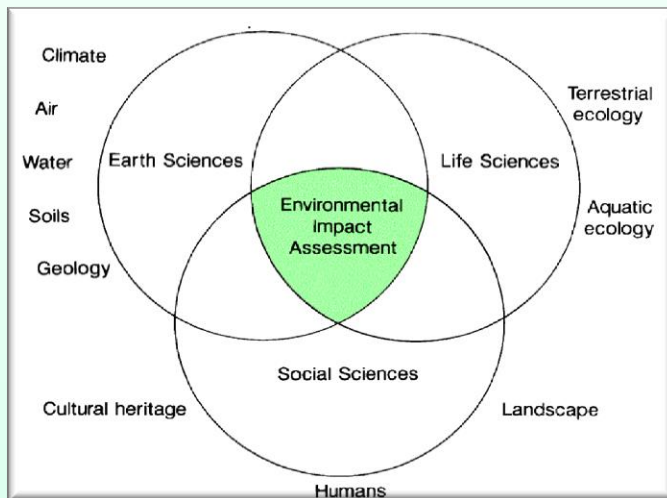 Climate
Air
Water
Soils
Geology
Earth Sciences
Life Sciences
Terrestrial
ecology
Aquatic
ecology
Environmental
Impact
Assessment
Social Sciences
Cultural heritage
Landscape
Humans